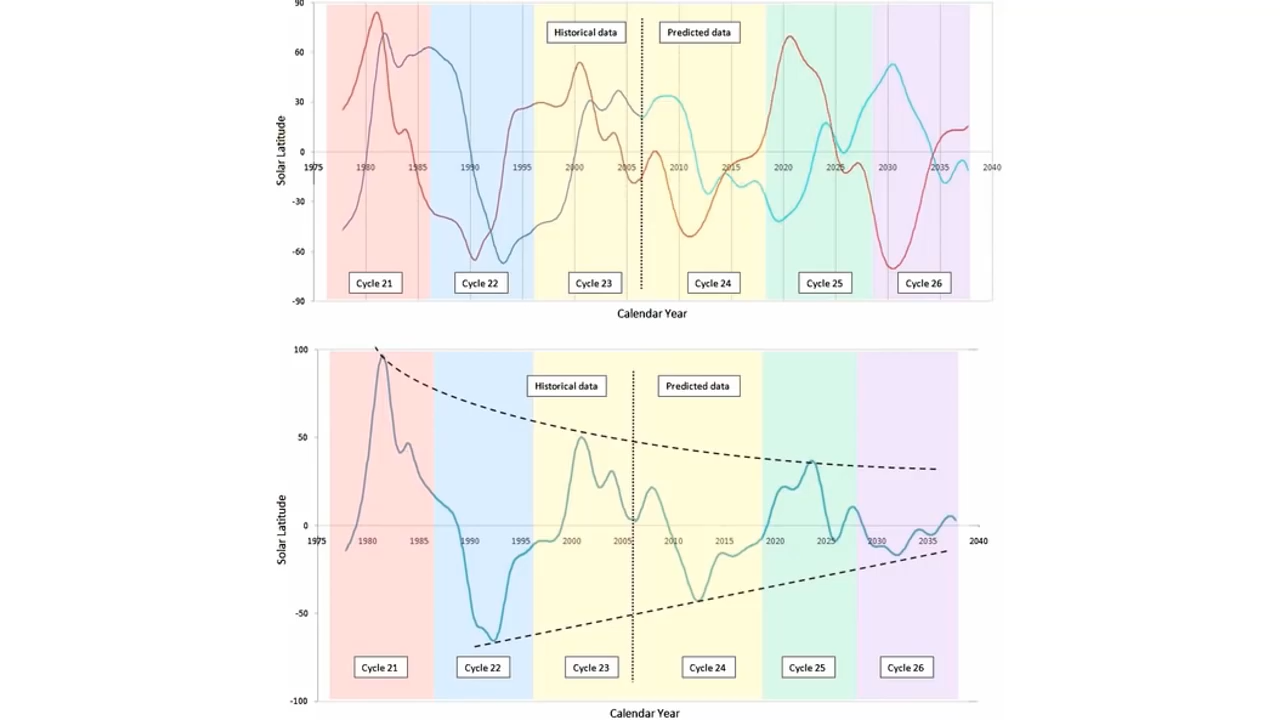 90
Historical data
Predicted data
60
30
Solar Latitude
0
1975 1980 1985 1990 1995 2000 2005 2010 2015 2020 2025 2030 2035 2040
-30
-60
Cycle 21 Cycle 22 Cycle 23 Cycle 24 Cycle 25 Cycle 26
-90
Calendar Year
100
Historical data
Predicted data
50
Solar Latitude
0
1975 1980 1985 1990 1995 2000 2005 2010 2015 2020 2025 2030 2035 2040
-50
Cycle 21 Cycle 22 Cycle 23 Cycle 24 Cycle 25 Cycle 26
-100
Calendar Year